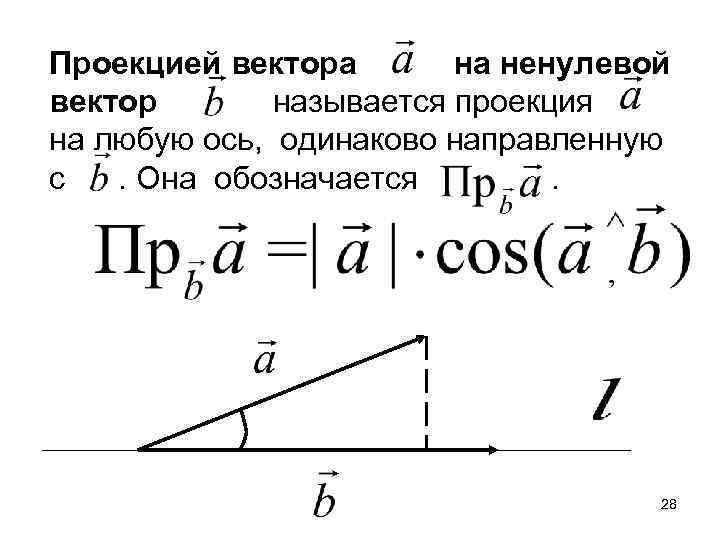 Проекцией вектора a⃗ на ненулевой
вектор b⃗ называется проекция a⃗
на любую ось, одинаково направленную
с b⃗ . Она обозначается Пр_b⃗ a⃗ .
Пр_b⃗ a⃗ =| a⃗ | · cos(a⃗ ,^ b⃗)
a⃗
l
b⃗
28